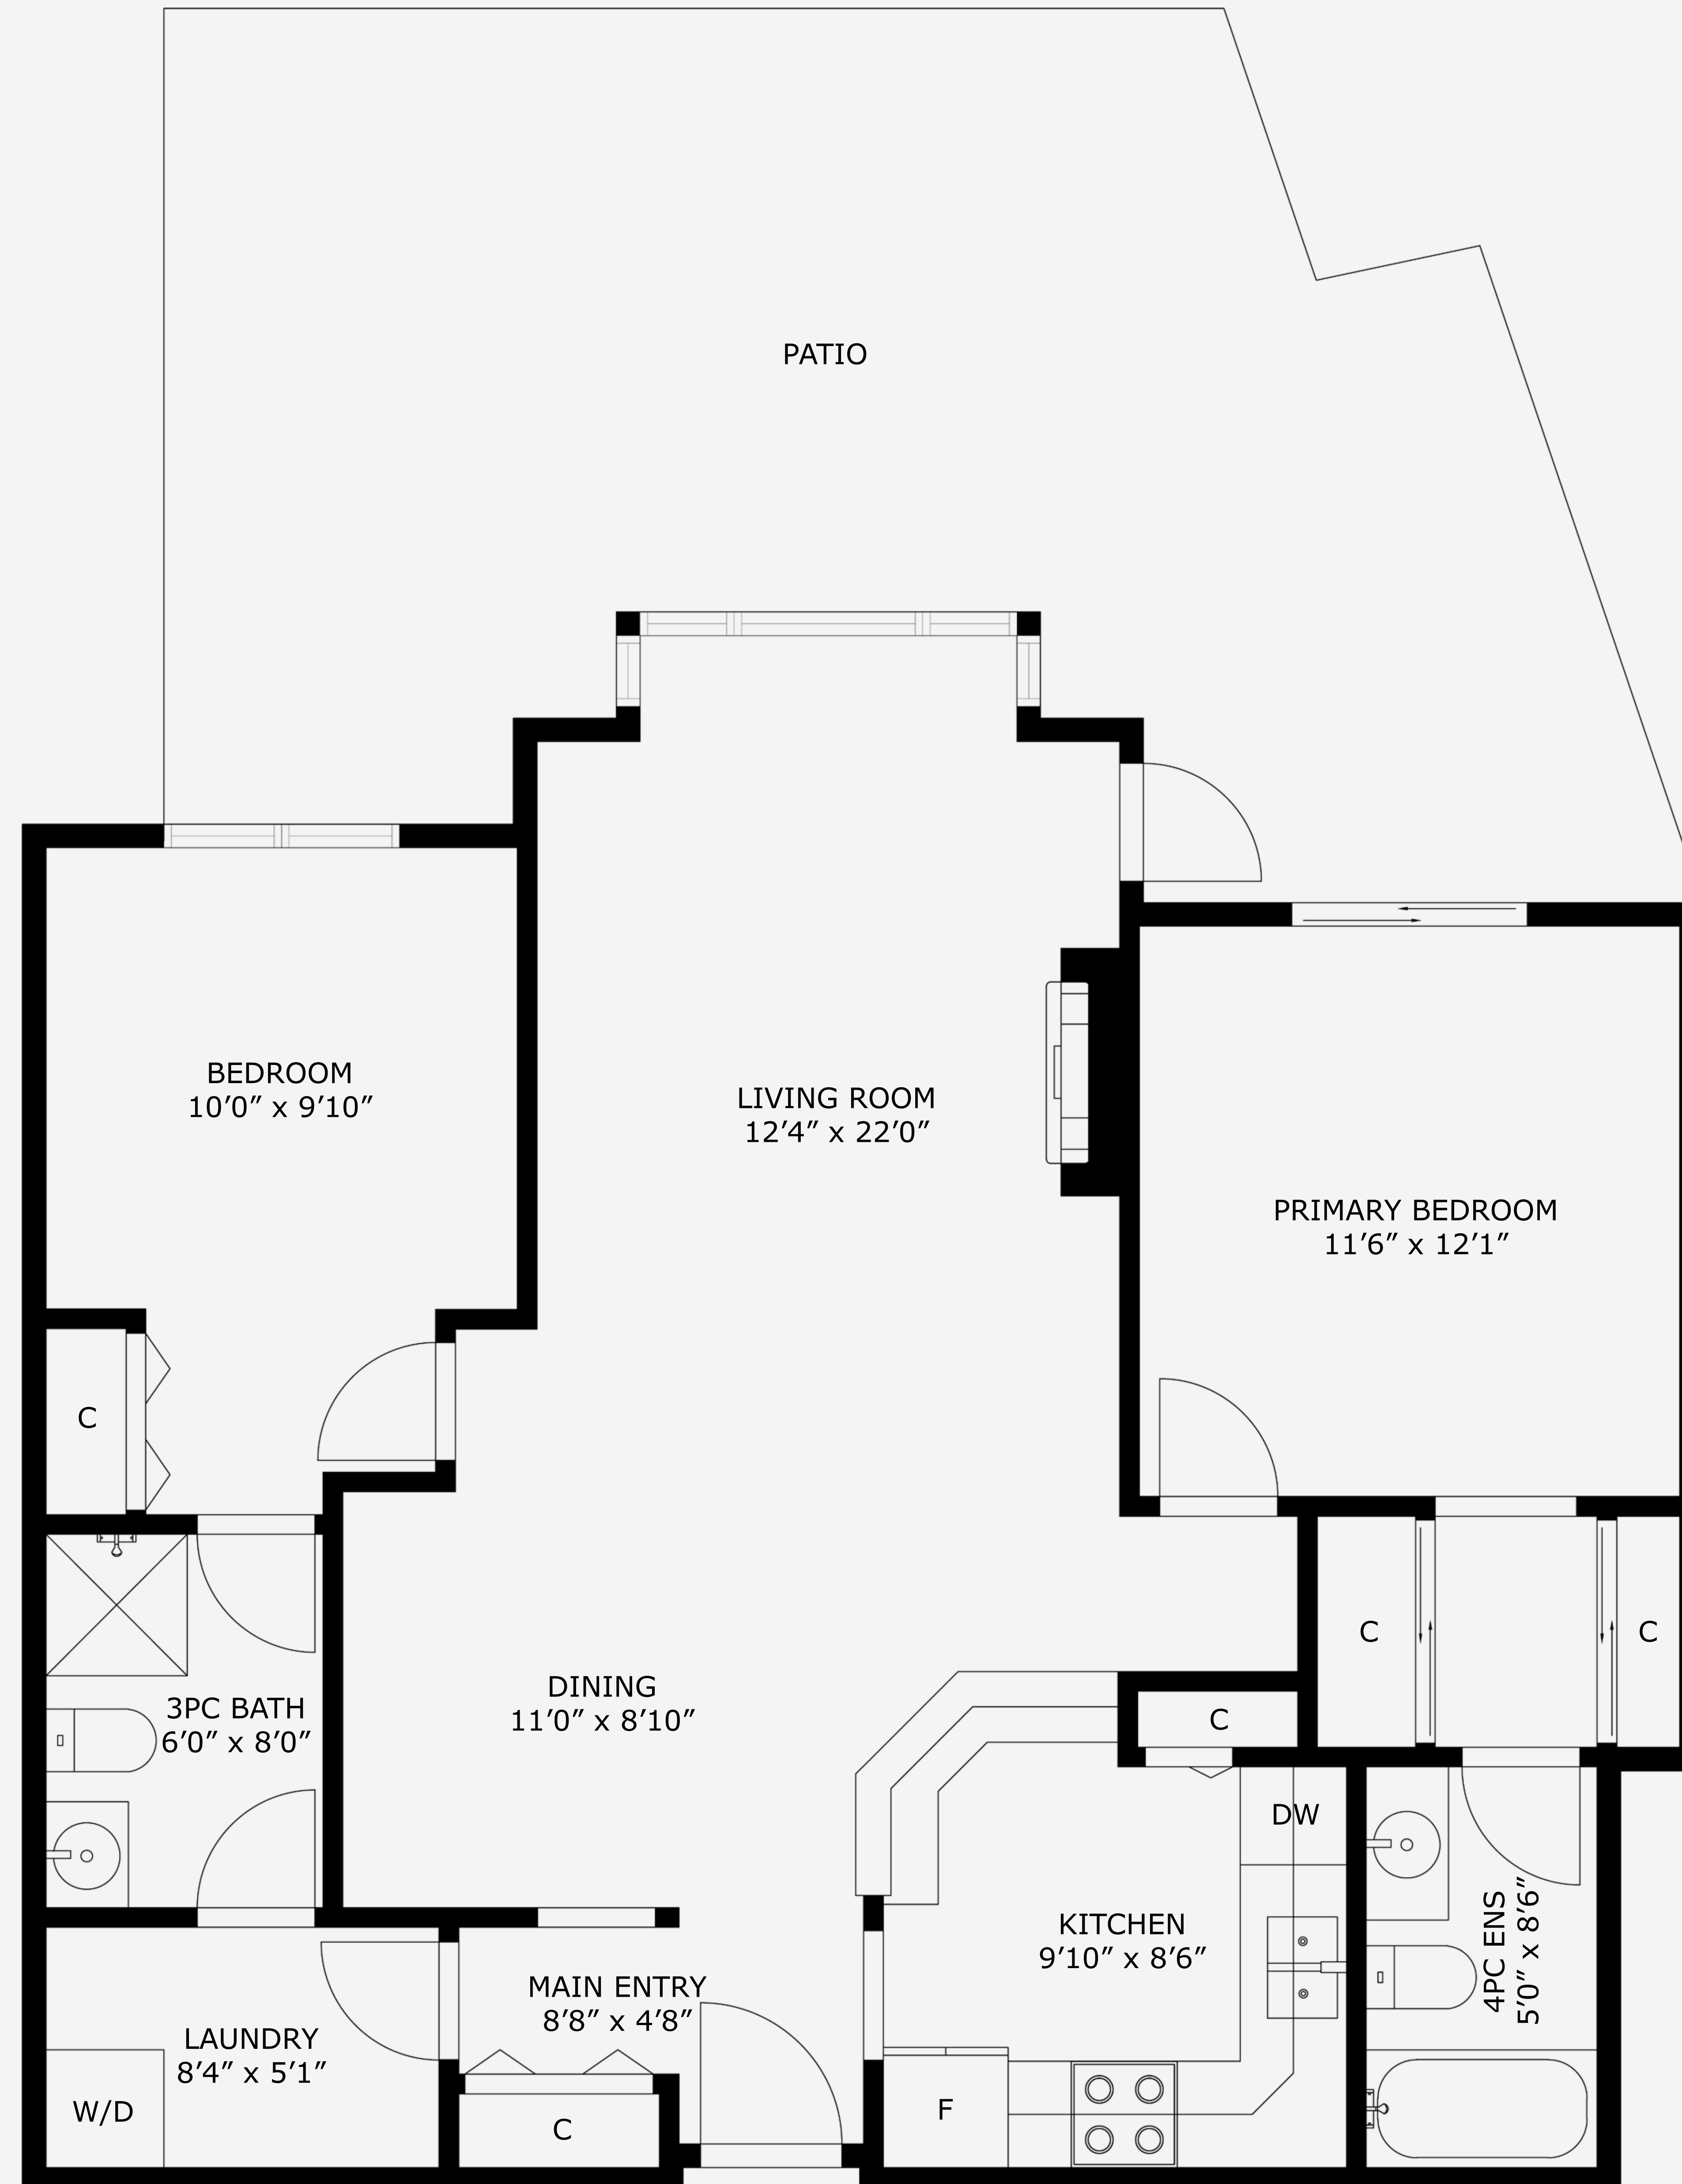 PATIO
BEDROOM
10'0" x 9'10"
LIVING ROOM
12'4" x 22'0"
PRIMARY BEDROOM
11'6" x 12'1"
C
C
C
DINING
11'0" x 8'10"
3PC BATH
6'0" x 8'0"
C
DW
KITCHEN
9'10" x 8'6"
4PC ENS
5'0" x 8'6"
MAIN ENTRY
8'8" x 4'8"
LAUNDRY
8'4" x 5'1"
W/D
C
F